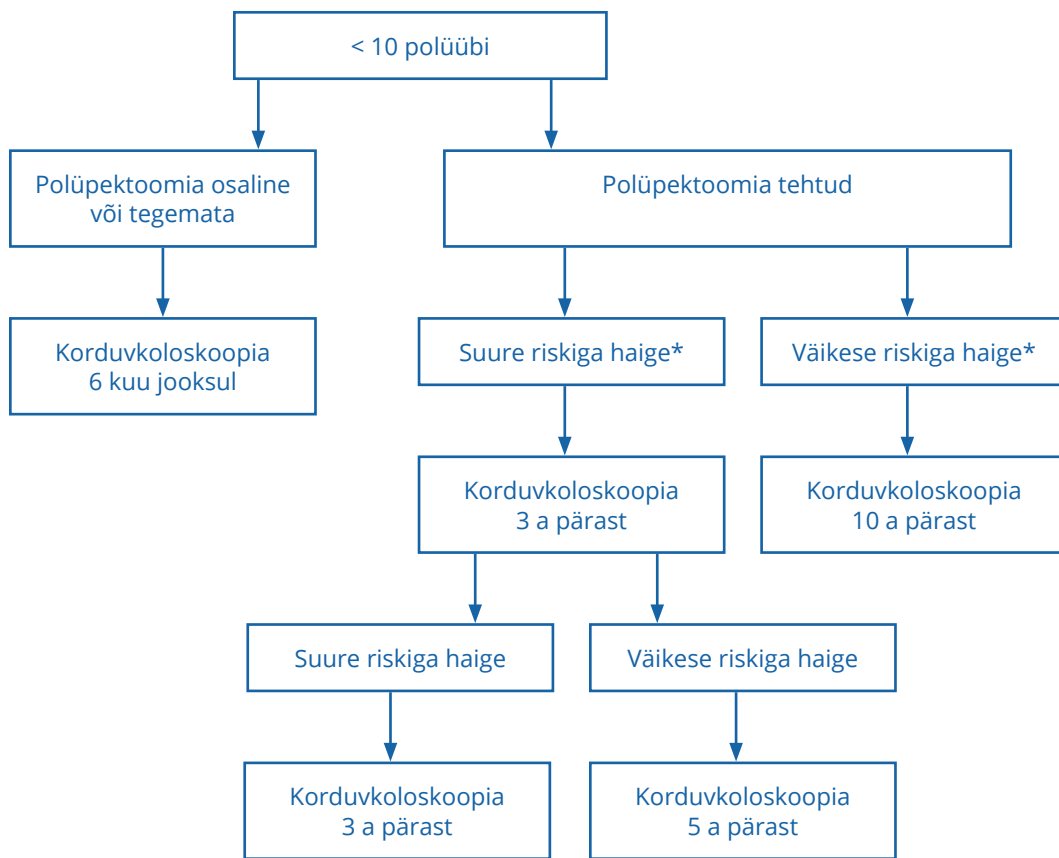 < 10 polüübi
Polüpektoomia osaline
või tegemata
Polüpektoomia tehtud
Korduvkoloskoopia
6 kuu jooksul
Suure riskiga haige*
Väikese riskiga haige*
Korduvkoloskoopia
3 a pärast
Korduvkoloskoopia
10 a pärast
Suure riskiga haige
Väikese riskiga haige
Korduvkoloskoopia
3 a pärast
Korduvkoloskoopia
5 a pärast